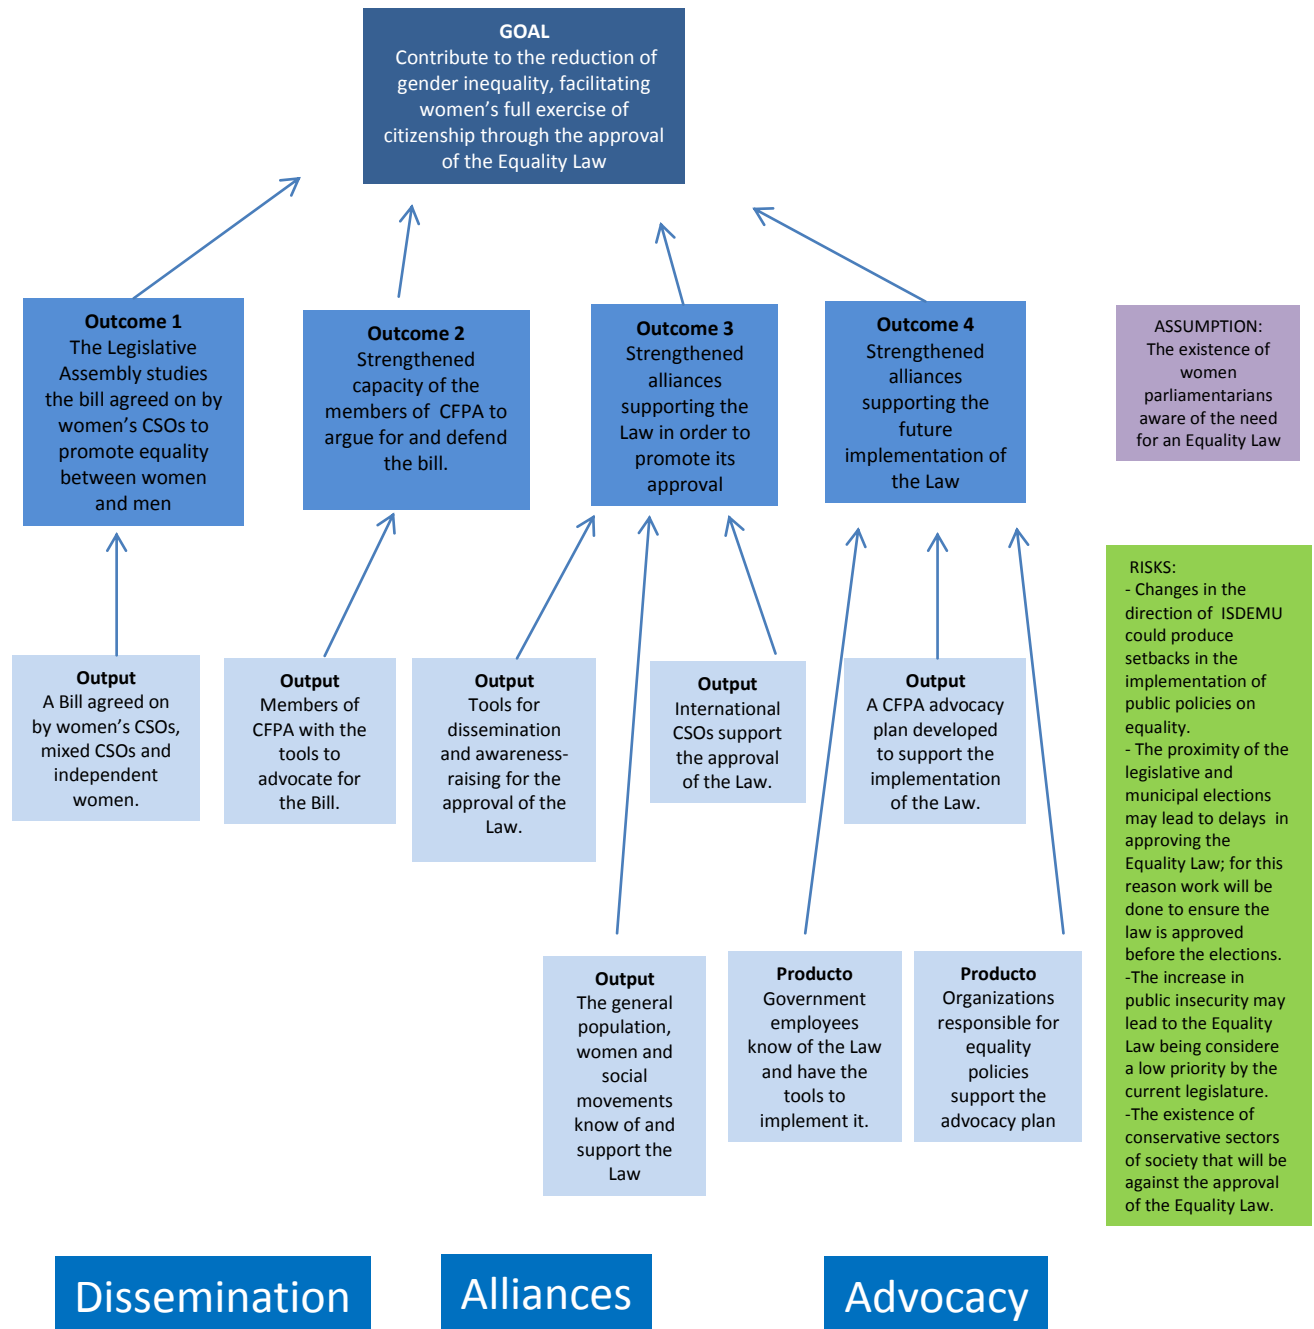 GOAL
Contribute to the reduction of
gender inequality, facilitating
women's full exercise of
citizenship through the approval
of the Equality Law
Outcome 1
The Legislative
Assembly studies
the bill agreed on by
women's CSOs to
promote equality
between women
and men
Outcome 2
Strengthened
capacity of the
members of CFPA to
argue for and defend
the bill.
Outcome 3
Strengthened
alliances
supporting the
Law in order to
promote its
approval
Outcome 4
Strengthened
alliances
supporting the
future
implementation of
the Law
ASSUMPTION:
The existence of
women
parliamentarians
aware of the need
for an Equality Law
RISKS:
- Changes in the
direction of ISDEMU
could produce
setbacks in the
implementation of
public policies on
equality.
- The proximity of the
legislative and
municipal elections
may lead to delays in
approving the
Equality Law; for this
reason work will be
done to ensure the
law is approved
before the elections.
-The increase in
public insecurity may
lead to the Equality
Law being considere
a low priority by the
current legislature.
-The existence of
conservative sectors
of society that will be
against the approval
of the Equality Law.
Output
A Bill agreed on
by women's CSOs,
mixed CSOs and
independent
women.
Output
Members of
CFPA with the
tools to
advocate for
the Bill.
Output
Tools for
dissemination
and awareness-
raising for the
approval of the
Law.
Output
International
CSOs support
the approval
of the Law.
Output
A CFPA advocacy
plan developed
to support the
implementation
of the Law.
Output
The general
population,
women and
social
movements
know of and
support the
Law
Producto
Government
employees
know of the Law
and have the
tools to
implement it.
Producto
Organizations
responsible for
equality
policies
support the
advocacy plan
Dissemination
Alliances
Advocacy